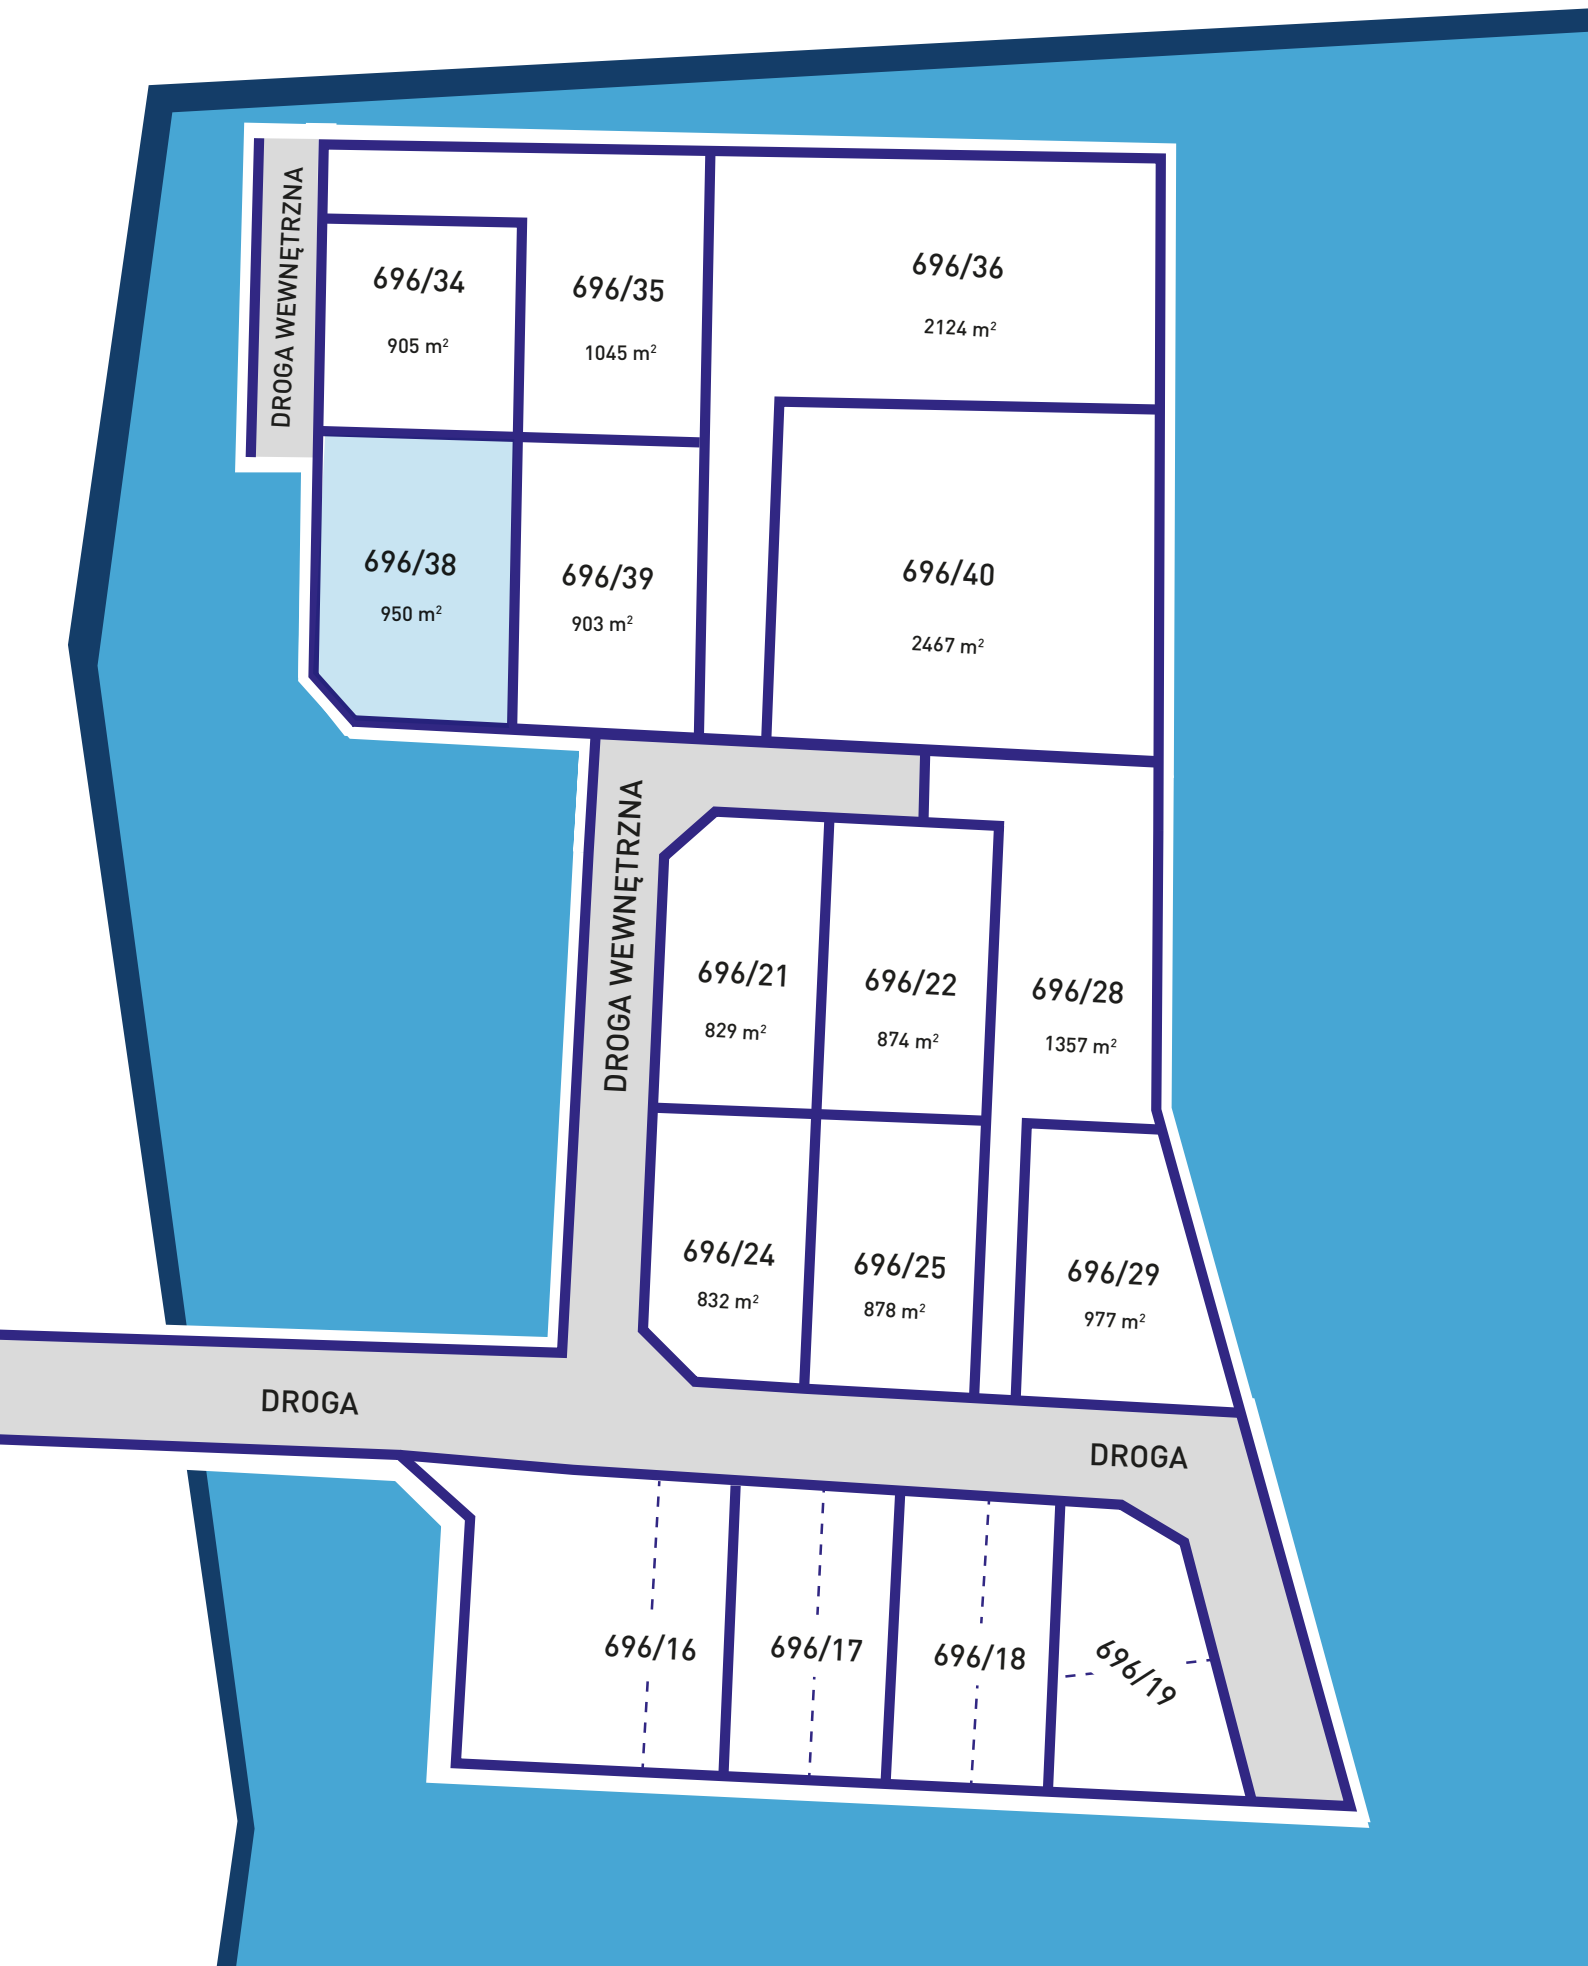 DROGA WEWNĘTRZNA
696/34
905 m²
696/35
1045 m²
696/36
2124 m²
696/38
950 m²
696/39
903 m²
696/40
2467 m²
DROGA WEWNĘTRZNA
696/21
829 m²
696/22
874 m²
696/28
1357 m²
696/24
832 m²
696/25
878 m²
696/29
977 m²
DROGA
DROGA
696/16
696/17
696/18
696/19